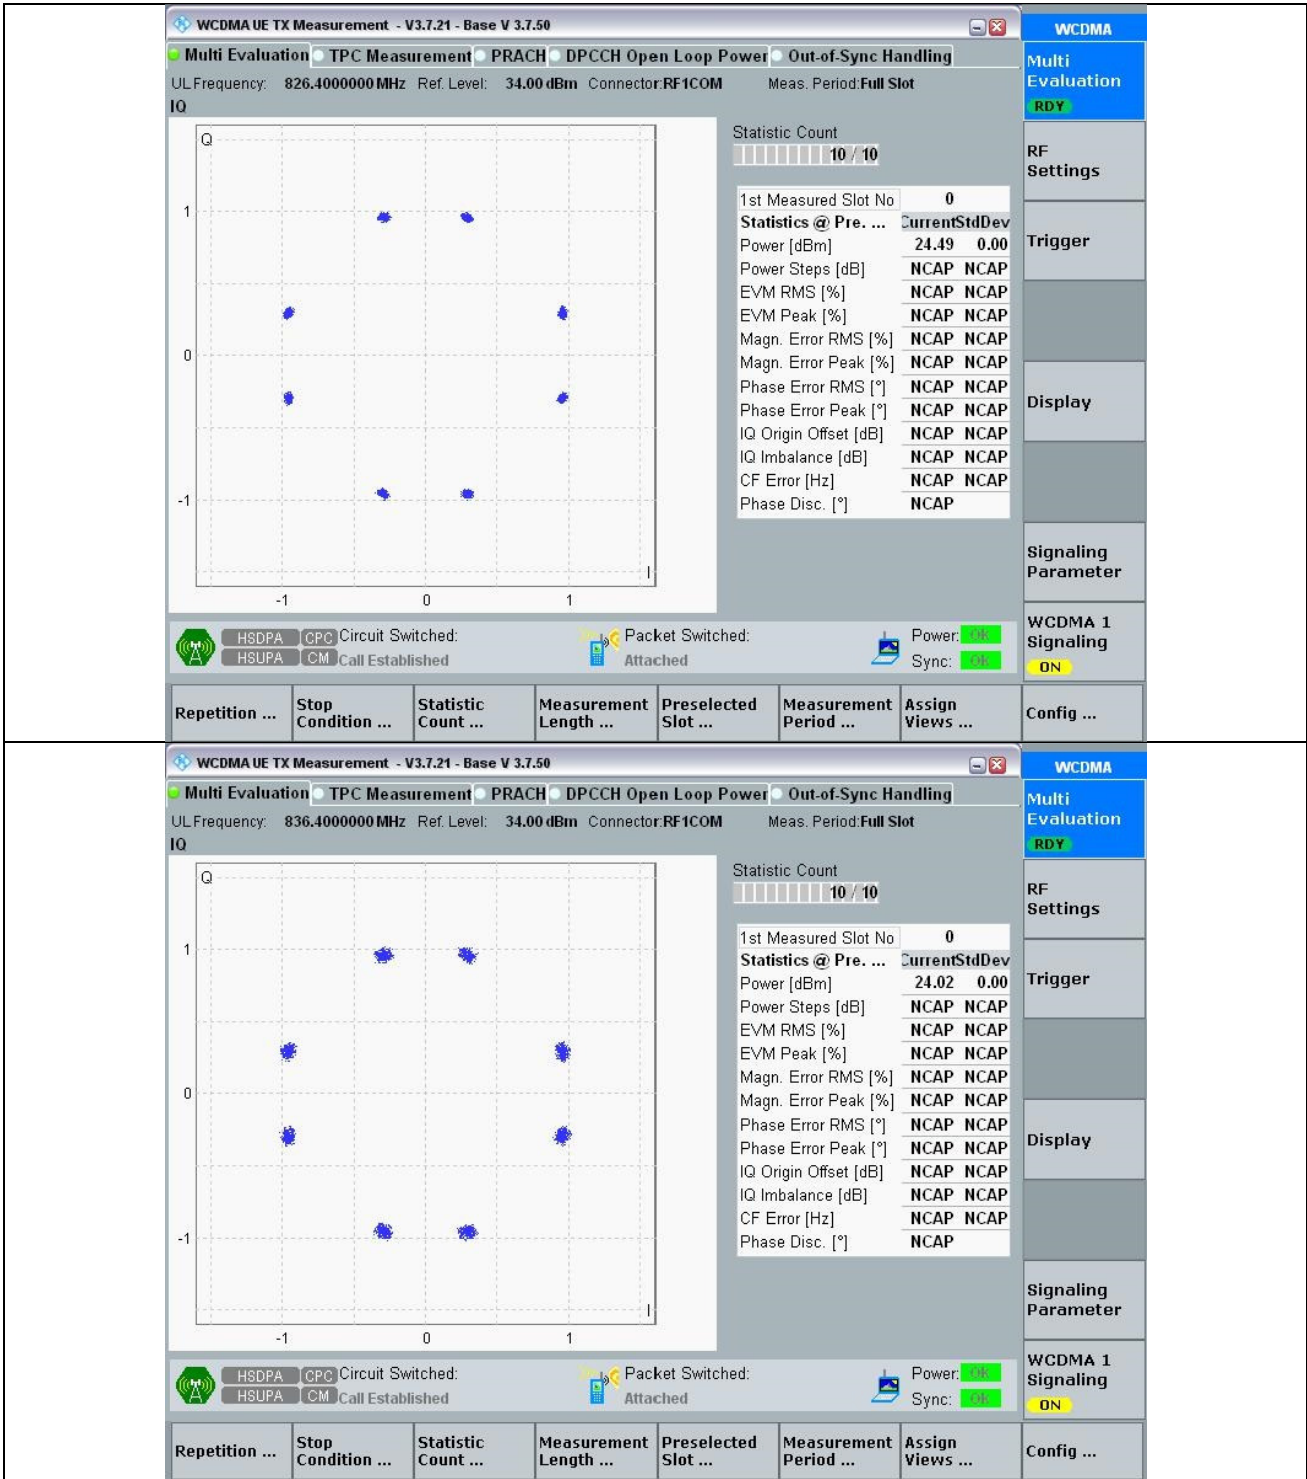 WCDMA UE TX Measurement - V3.7.21 - Base V 3.7.50
WCDMA
Multi Evaluation TPC Measurement PRACH DPCCH Open Loop Power Out-of-Sync Handling
UL Frequency: 826.4000000 MHz Ref. Level: 34.00 dBm Connector:RF1COM Meas. Period:Full Slot
IQ
Multi
Evaluation
RDY
RF
Settings
Trigger
Display
Signaling
Parameter
WCDMA 1
Signaling
ON
Q
1
0
-1
I
-1 0 1
Statistic Count
10 / 10
1st Measured Slot No 0
Statistics @ Pre. ... CurrentStdDev
Power [dBm] 24.49 0.00
Power Steps [dB] NCAP NCAP
EVM RMS [%] NCAP NCAP
EVM Peak [%] NCAP NCAP
Magn. Error RMS [%] NCAP NCAP
Magn. Error Peak [%] NCAP NCAP
Phase Error RMS [°] NCAP NCAP
Phase Error Peak [°] NCAP NCAP
IQ Origin Offset [dB] NCAP NCAP
IQ Imbalance [dB] NCAP NCAP
CF Error [Hz] NCAP NCAP
Phase Disc. [°] NCAP
HSDPA CPC Circuit Switched: Packet Switched: Power: OK
HSUPA CM Call Established Attached Sync: OK
Repetition ...
Stop
Condition ...
Statistic
Count ...
Measurement
Length ...
Preselected
Slot ...
Measurement
Period ...
Assign
Views ...
Config ...
WCDMA UE TX Measurement - V3.7.21 - Base V 3.7.50
WCDMA
Multi Evaluation TPC Measurement PRACH DPCCH Open Loop Power Out-of-Sync Handling
UL Frequency: 836.4000000 MHz Ref. Level: 34.00 dBm Connector:RF1COM Meas. Period:Full Slot
IQ
Multi
Evaluation
RDY
RF
Settings
Trigger
Display
Signaling
Parameter
WCDMA 1
Signaling
ON
Q
1
0
-1
I
-1 0 1
Statistic Count
10 / 10
1st Measured Slot No 0
Statistics @ Pre. ... CurrentStdDev
Power [dBm] 24.02 0.00
Power Steps [dB] NCAP NCAP
EVM RMS [%] NCAP NCAP
EVM Peak [%] NCAP NCAP
Magn. Error RMS [%] NCAP NCAP
Magn. Error Peak [%] NCAP NCAP
Phase Error RMS [°] NCAP NCAP
Phase Error Peak [°] NCAP NCAP
IQ Origin Offset [dB] NCAP NCAP
IQ Imbalance [dB] NCAP NCAP
CF Error [Hz] NCAP NCAP
Phase Disc. [°] NCAP
HSDPA CPC Circuit Switched: Packet Switched: Power: OK
HSUPA CM Call Established Attached Sync: OK
Repetition ...
Stop
Condition ...
Statistic
Count ...
Measurement
Length ...
Preselected
Slot ...
Measurement
Period ...
Assign
Views ...
Config ...